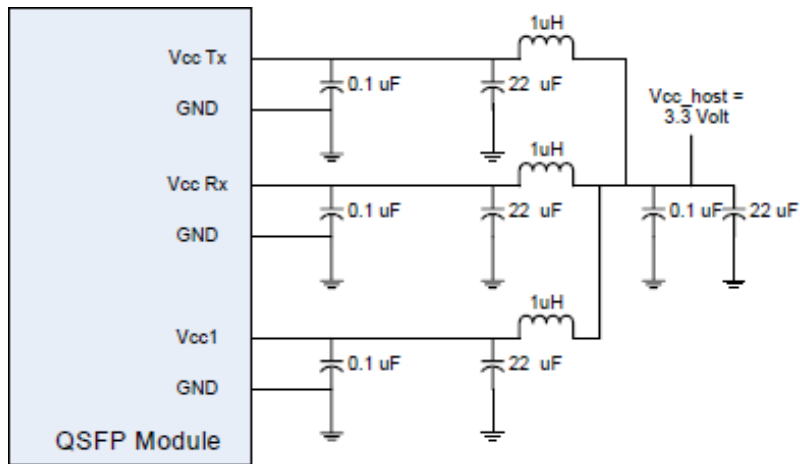 1uH
Vcc Tx
0.1 uF
22 uF
GND
Vcc_host =
3.3 Volt
1uH
Vcc Rx
0.1 uF
22 uF
0.1 uF
22 uF
GND
1uH
Vcc1
0.1 uF
22 uF
GND
QSFP Module